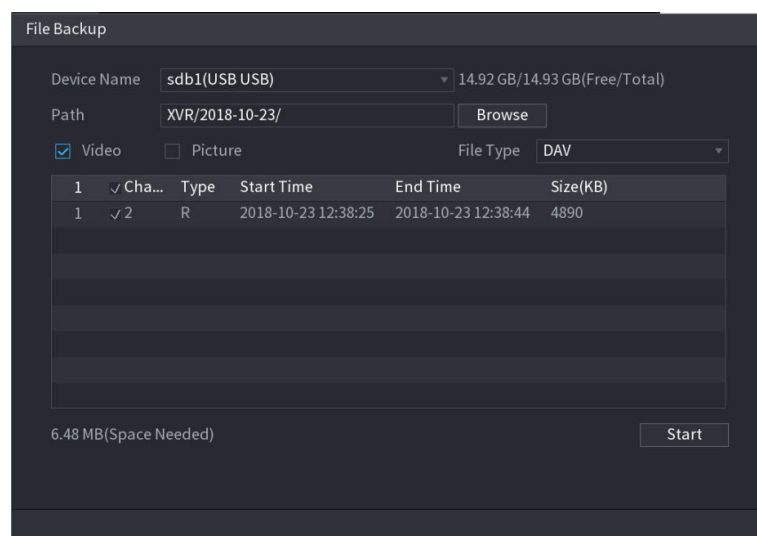 File Backup
Device Name sdb1(USB USB) 14.92 GB/14.93 GB(Free/Total)
Path XVR/2018-10-23/ Browse
Video Picture File Type DAV
1 Cha... Type Start Time End Time Size(KB)
1 2 R 2018-10-23 12:38:25 2018-10-23 12:38:44 4890
6.48 MB(Space Needed) Start